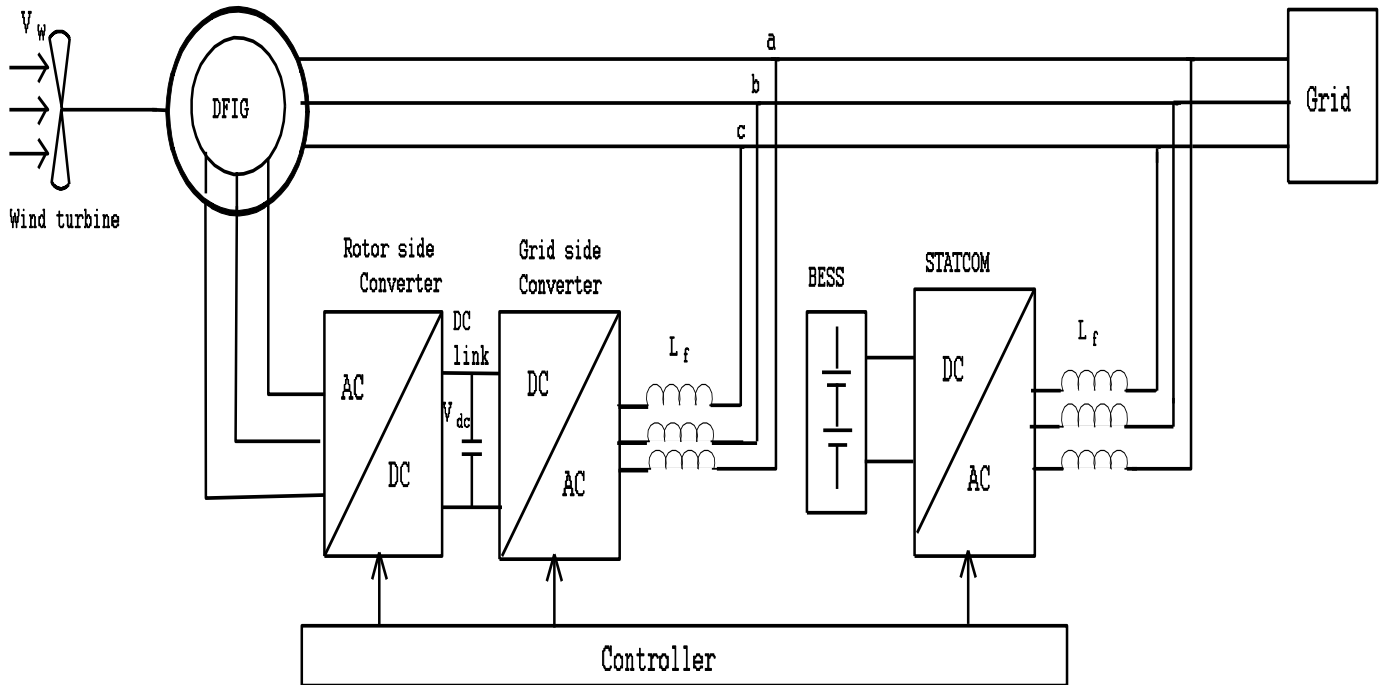 V w
a
b
c
DFIG
Grid
Wind turbine
Rotor side
Converter
Grid side
Converter
BESS
STATCOM
DC
link
L f
L f
AC
DC
V dc
DC
AC
DC
AC
Controller